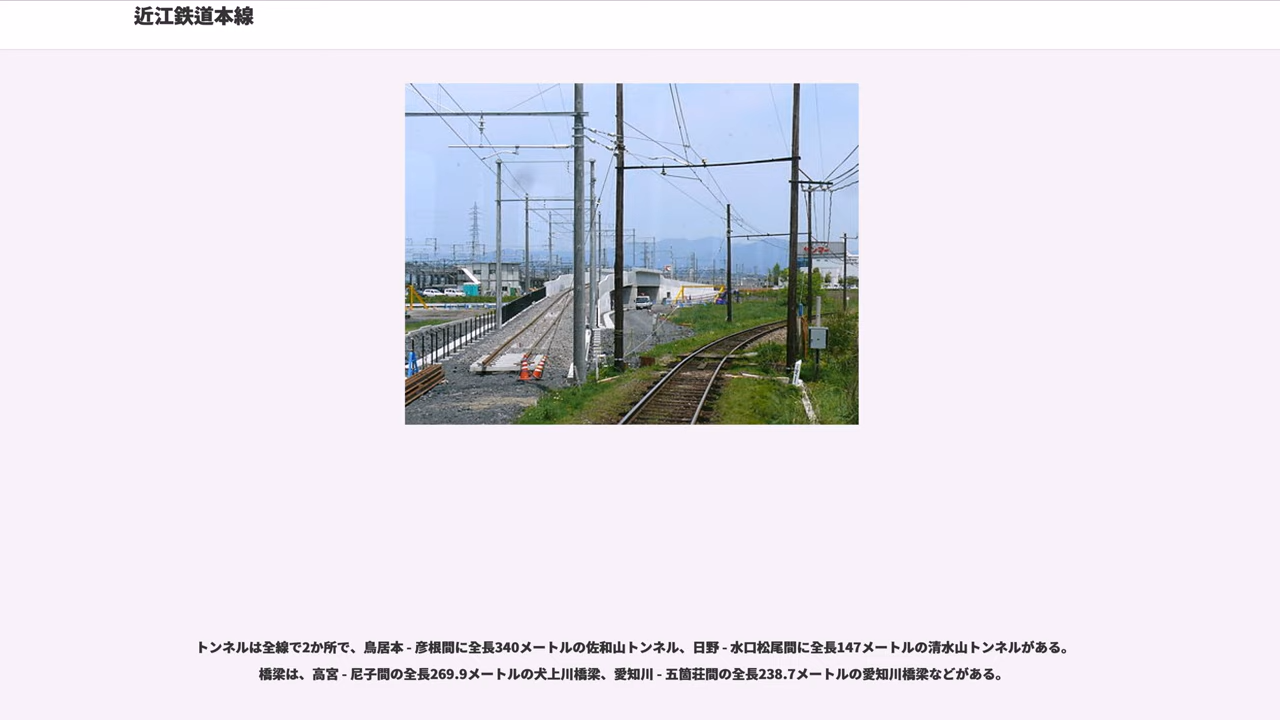 近江鉄道本線
トンネルは全線で2か所で、鳥居本 - 彦根間に全長340メートルの佐和山トンネル、日野 - 水口松尾間に全長147メートルの清水山トンネルがある。
橋梁は、高宮 - 尼子間の全長269.9メートルの犬上川橋梁、愛知川 - 五箇荘間の全長238.7メートルの愛知川橋梁などがある。